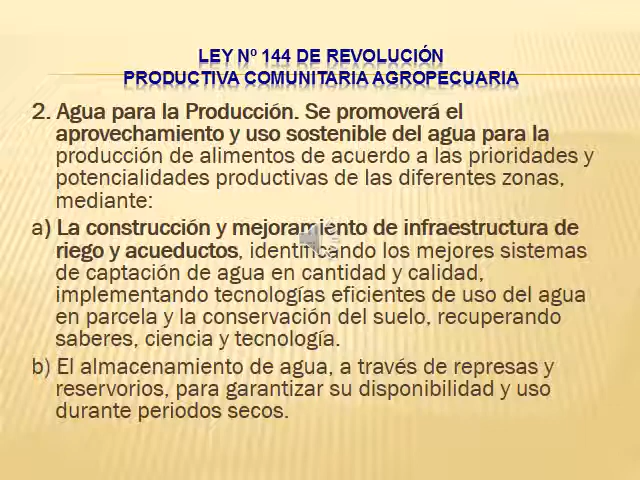 LEY Nº 144 DE REVOLUCIÓN
PRODUCTIVA COMUNITARIA AGROPECUARIA
2. Agua para la Producción. Se promoverá el
aprovechamiento y uso sostenible del agua para la
producción de alimentos de acuerdo a las prioridades y
potencialidades productivas de las diferentes zonas,
mediante:
a) La construcción y mejoramiento de infraestructura de
riego y acueductos, identificando los mejores sistemas
de captación de agua en cantidad y calidad,
implementando tecnologías eficientes de uso del agua
en parcela y la conservación del suelo, recuperando
saberes, ciencia y tecnología.
b) El almacenamiento de agua, a través de represas y
reservorios, para garantizar su disponibilidad y uso
durante periodos secos.